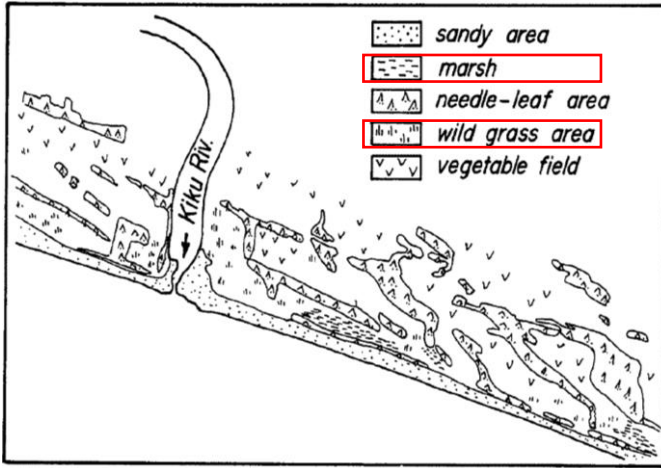 sandy area
marsh
needle-leaf area
wild grass area
vegetable field
Kiku Riv.